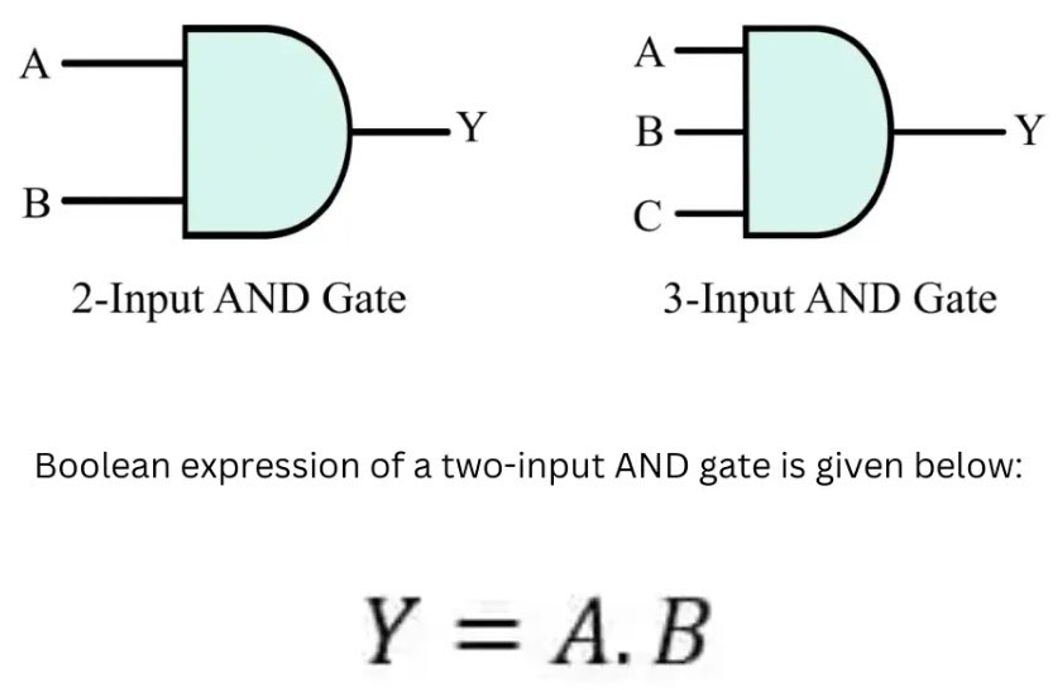 A
B
Y
2-Input AND Gate
A
B
C
Y
3-Input AND Gate
Boolean expression of a two-input AND gate is given below:
Y = A. B